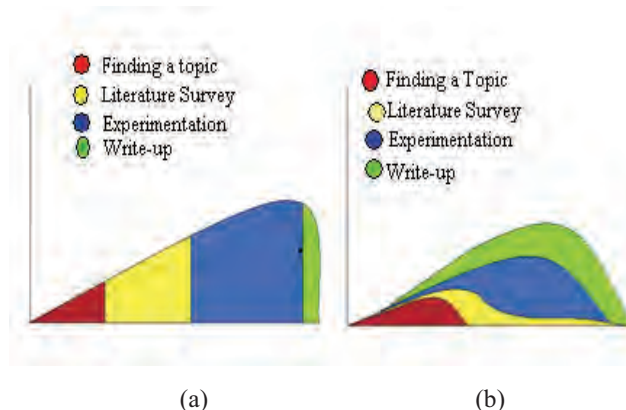 Finding a topic
Literature Survey
Experimentation
Write-up
Finding a Topic
Literature Survey
Experimentation
Write-up
(a)
(b)